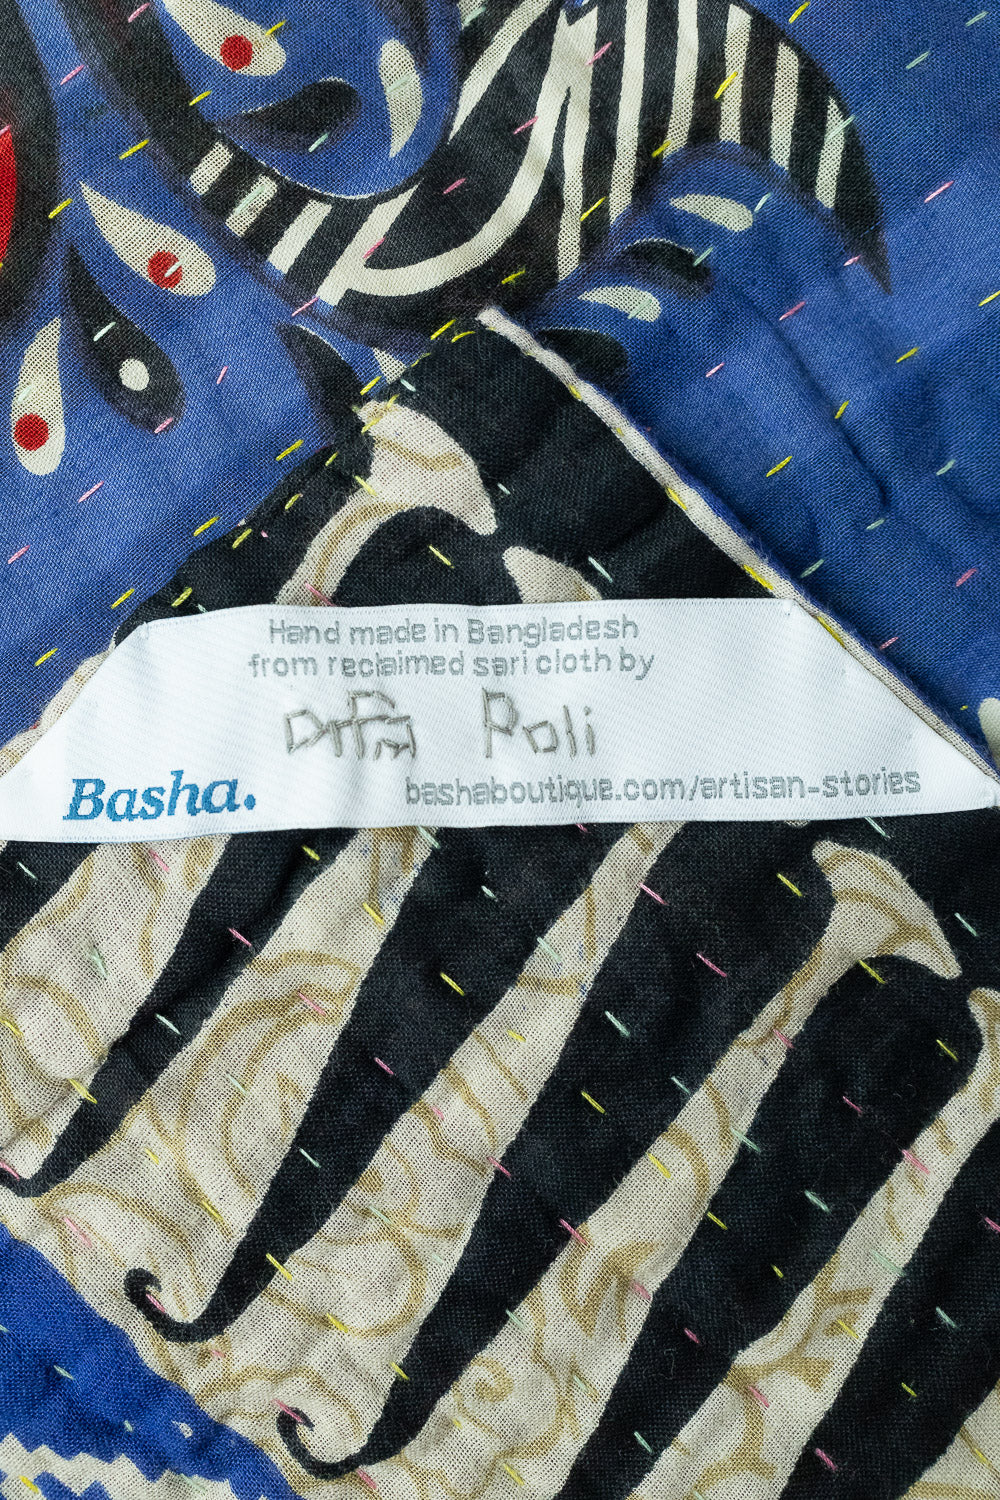 Hand made in Bangladesh
from reclaimed sari cloth by
Poli
Basha.
bashaboutique.com/artisan-stories